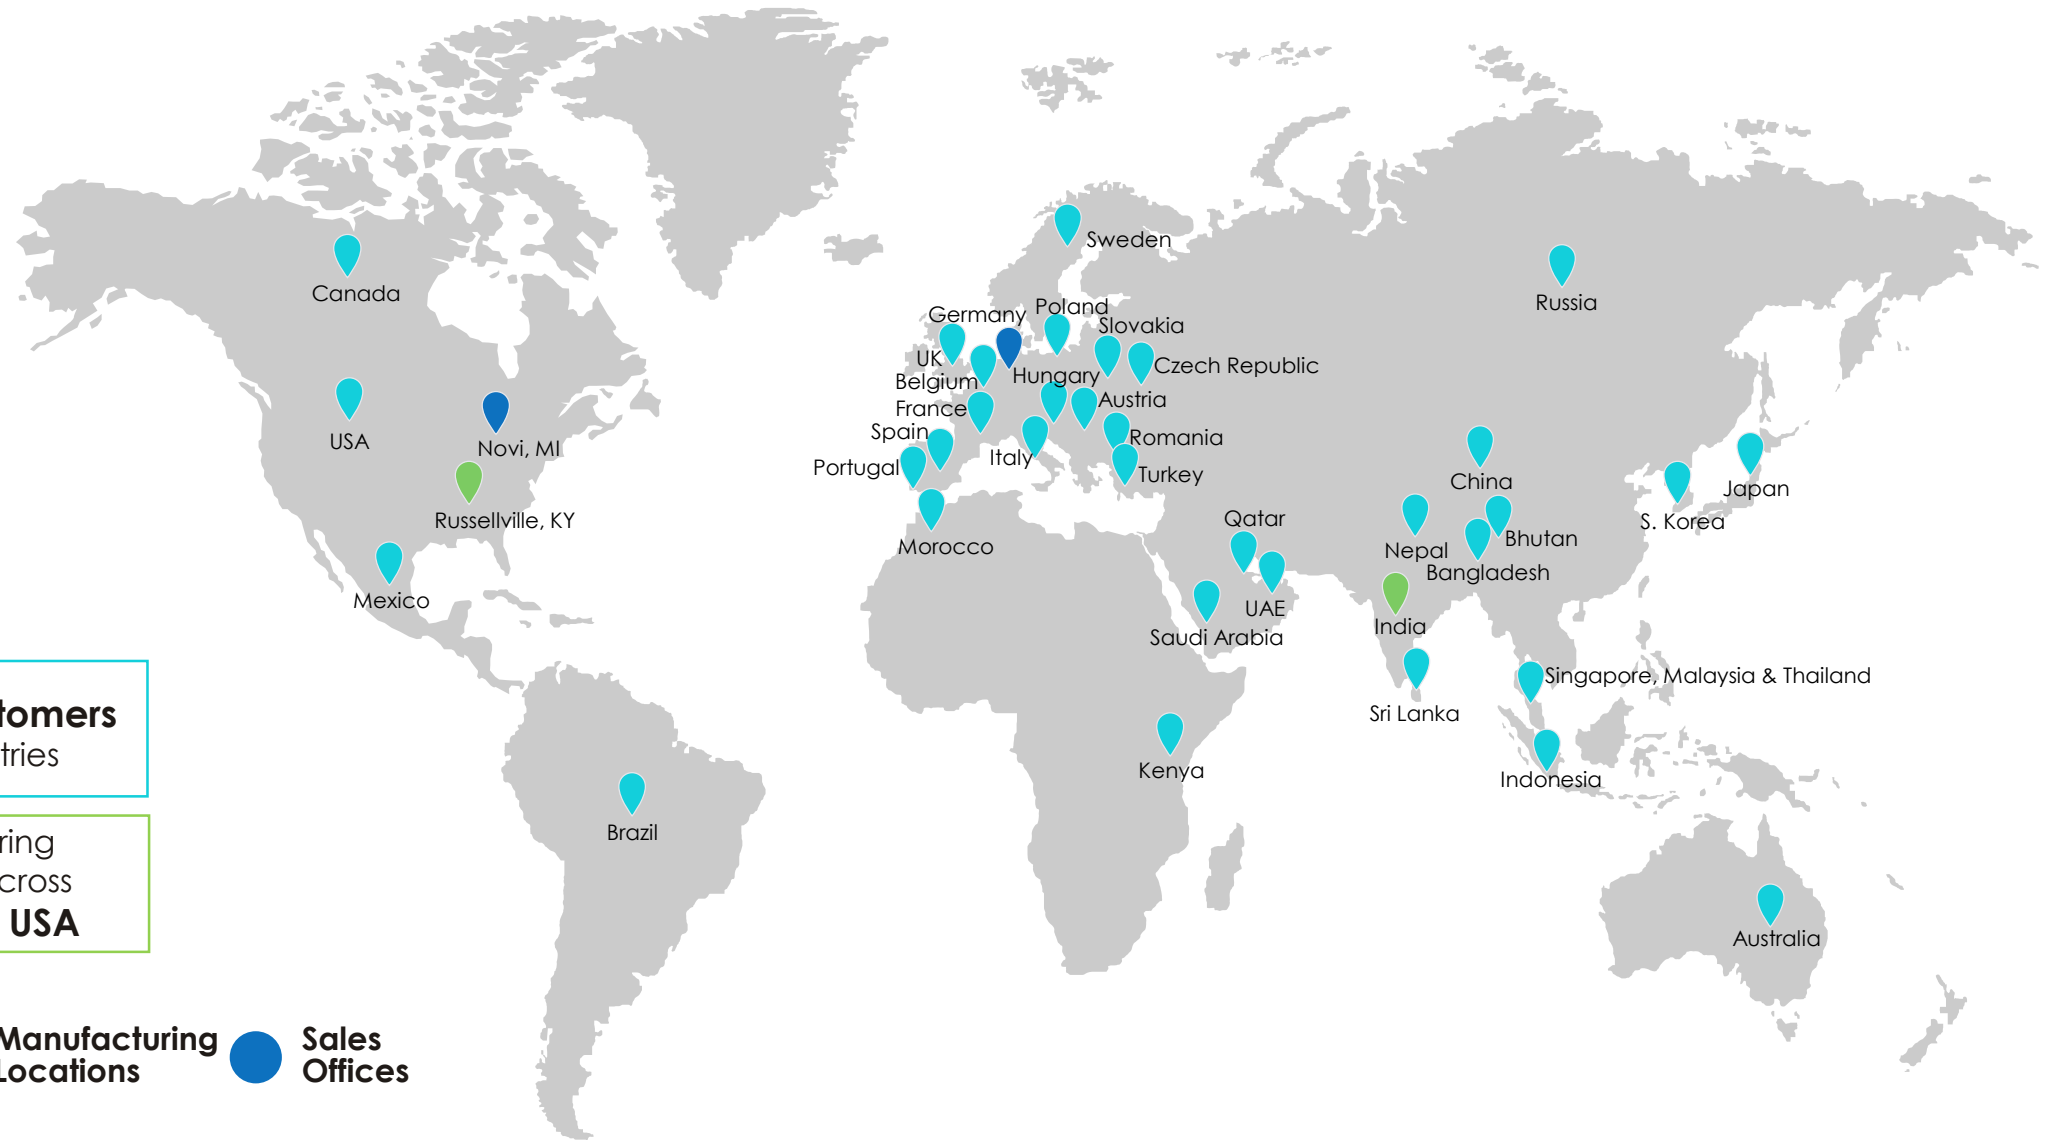 Sweden
Canada
Russia
Germany
Poland
Slovakia
UK
Czech Republic
Hungary
Belgium
Austria
France
Spain
Romania
USA
Novi, MI
Italy
Portugal
Turkey
China
Japan
Qatar
Russellville, KY
S. Korea
Bhutan
Morocco
Nepal
Bangladesh
Mexico
UAE
India
Saudi Arabia
Singapore, Malaysia & Thailand
Sri Lanka
Kenya
Indonesia
Brazil
Australia
tomers
tries
ring
cross
USA
Manufacturing
Locations
Sales
Offices